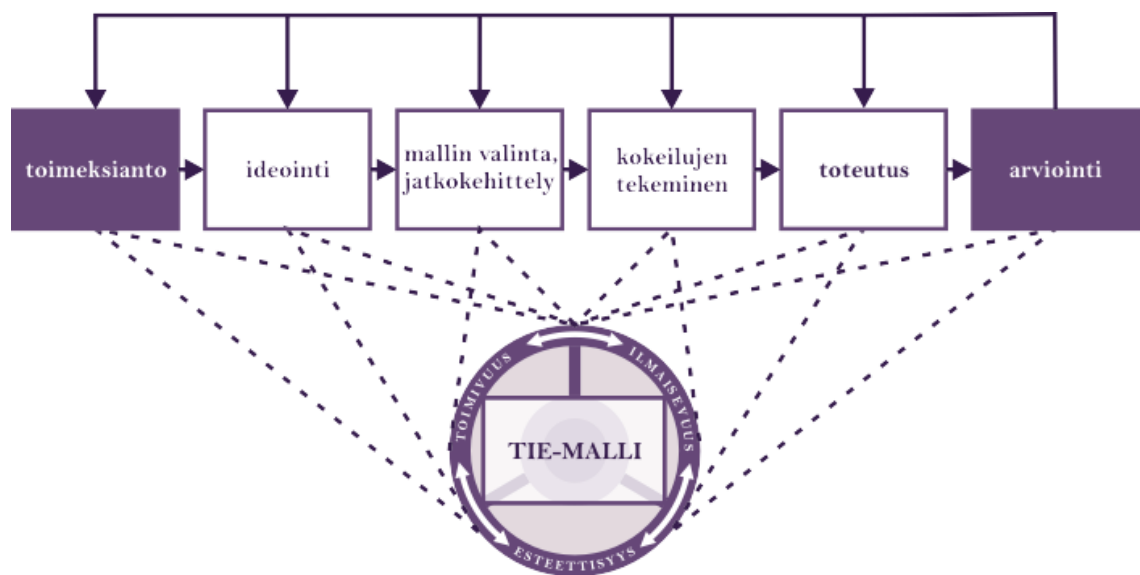 toimeksianto
ideointi
mallin valinta,
jatkokehittely
kokeilujen
tekeminen
toteutus
arviointi
TOIMIVUUS
ILMAISEVUUS
TIE-MALLI
ESTEETTISYYS